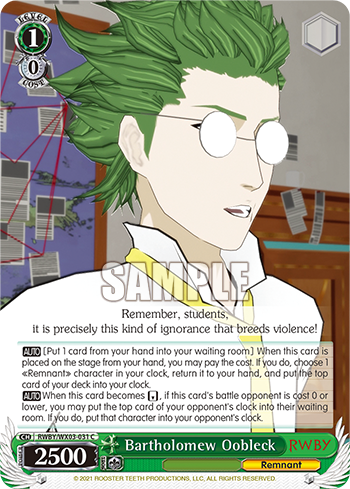 LEVEL
1
0
COST
SAMPLE
Remember, students,
it is precisely this kind of ignorance that breeds violence!
AUTO [Put 1 card from your hand into your waiting room] When this card is
placed on the stage from your hand, you may pay the cost. If you do, choose 1
«Remnant» character in your clock, return it to your hand, and put the top
card of your deck into your clock.
AUTO When this card becomes [ ], if this card's battle opponent is cost 0 or
lower, you may put the top card of your opponent's clock into their waiting
room. If you do, put that character into your opponent's clock.
CH RWBY/WX03-031 C
POWER 2500 Bartholomew Oobleck RWBY
Remnant
©2021 ROOSTER TEETH PRODUCTIONS, LLC, ALL RIGHTS RESERVED.